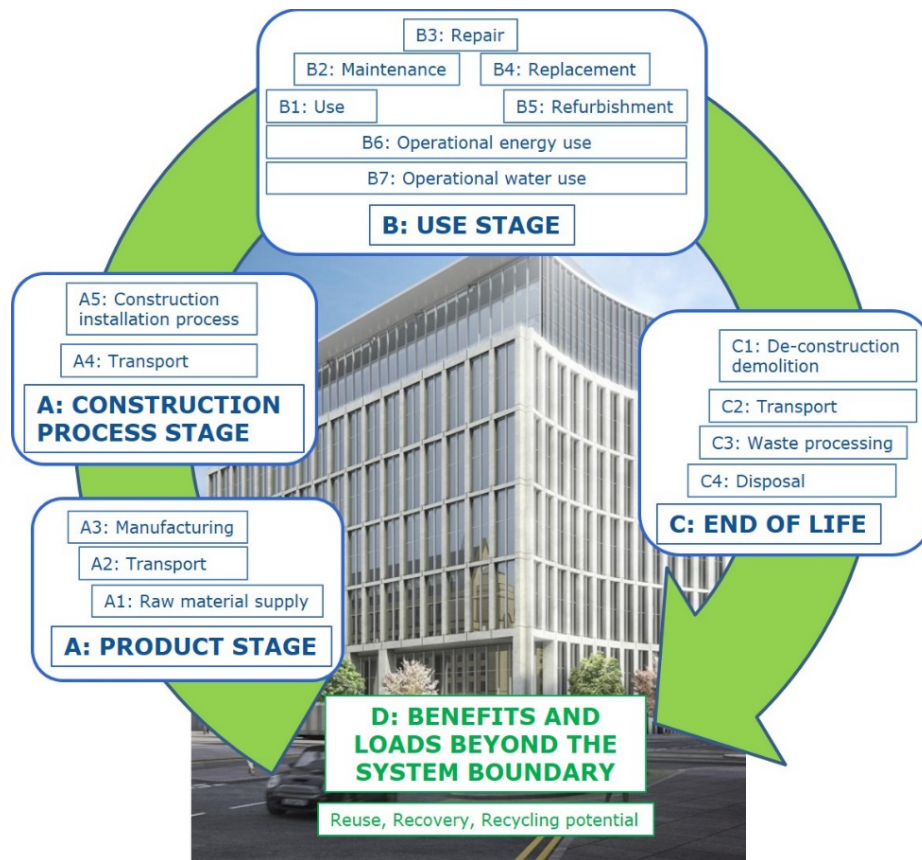 B3: Repair
B2: Maintenance
B4: Replacement
B1: Use
B5: Refurbishment
B6: Operational energy use
B7: Operational water use
B: USE STAGE
A5: Construction
installation process
A4: Transport
A: CONSTRUCTION
PROCESS STAGE
A3: Manufacturing
A2: Transport
A1: Raw material supply
A: PRODUCT STAGE
C1: De-construction
demolition
C2: Transport
C3: Waste processing
C4: Disposal
C: END OF LIFE
D: BENEFITS AND
LOADS BEYOND THE
SYSTEM BOUNDARY
Reuse, Recovery, Recycling potential